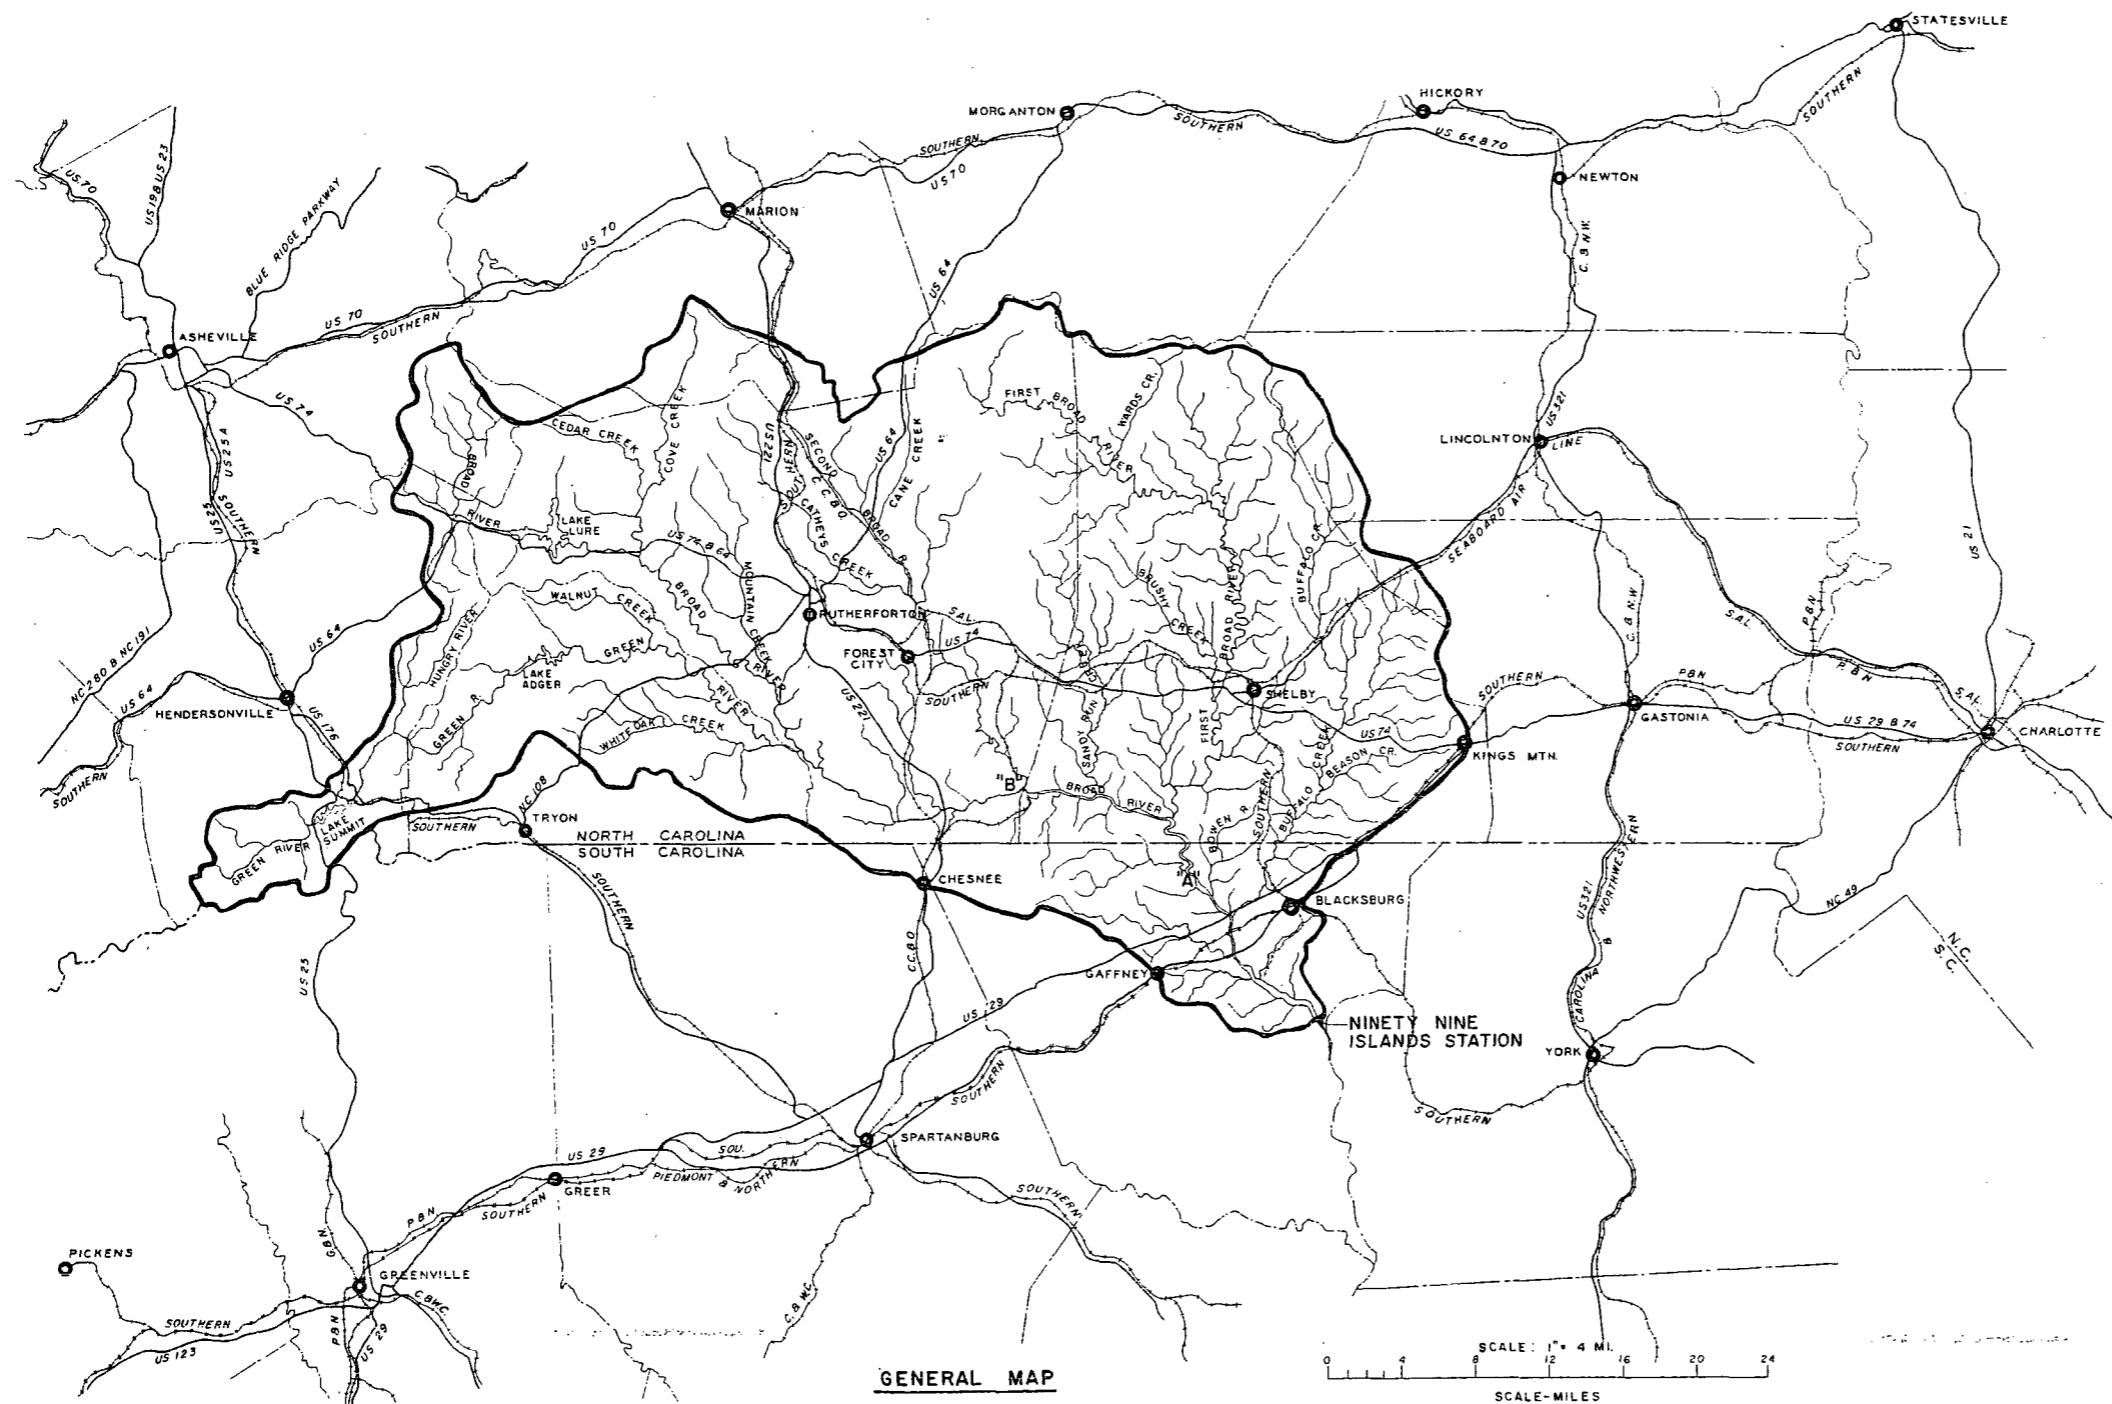 STATESVILLE
HICKORY
MORGANTON
SOUTHERN
SOUTHERN
US 64 & 70
SOUTHERN
US 70
US 19 & US 23
SOUTHERN
US 70
NEWTON
BLUE RIDGE PARKWAY
MARION
US 70
C. & N.W.
US 64
ASHEVILLE
US 70
SOUTHERN
US 74
FIRST BROAD RIVER
WARDS CR.
US 321
CEDAR CREEK
COVE CREEK
US 221
SOUTHERN
SECOND BROAD R.
C. C. & O.
US 64
CANE CREEK
LINCOLNTON
LINE
US 25A
US 25
SOUTHERN
BROAD
RIVER
LAKE
LURE
CATHEYS CREEK
SEABOARD AIR
US 21
US 74 & 64
BUFFALO CR.
BROAD
MOUNTAIN CREEK
BRUSHY CREEK
BROAD RIVER
WALNUT CREEK
RUTHERFORTON
S.A.L.
US 74
C. & N.W
S.A.L.
P&N
HUNGRY RIVER
US 64
NC 280 & NC 191
GREEN
LAKE
ADGER
FOREST
CITY
SOUTHERN
RIVER
US 64
HENDERSONVILLE
US 176
GREEN R.
RIVER
WHITE OAK CREEK
US 221
SANDY RUN
SHELBY
FIRST
SOUTHERN
P&N
P&N
S.A.L.
GASTONIA
US 29 & 74
SOUTHERN
CHARLOTTE
US 74
KINGS MTN.
SOUTHERN
"B"
BROAD RIVER
SOUTHERN
BUFFALO CREEK
BEASON CR.
BOWEN R.
NC 108
TRYON
SOUTHERN
LAKE
SUMMIT
GREEN RIVER
NORTH CAROLINA
SOUTH CAROLINA
SOUTHERN
CHESNEE
"A"
BLACKSBURG
US 321
CAROLINA & NORTHWESTERN
NC 49
N.C.
S.C.
US 25
C.C.& O
GAFFNEY
US 29
NINETY NINE
ISLANDS STATION
YORK
SOUTHERN
SOUTHERN
SPARTANBURG
US 29
SOU.
PIEDMONT & NORTHERN
GREER
SOUTHERN
P&N
SOUTHERN
G&N
PICKENS
GREENVILLE
C.& W.C.
C.& W.C.
SOUTHERN
US 123
P&N
US 29
GENERAL MAP
SCALE: 1" = 4 MI.
0 4 8 12 16 20 24
SCALE-MILES